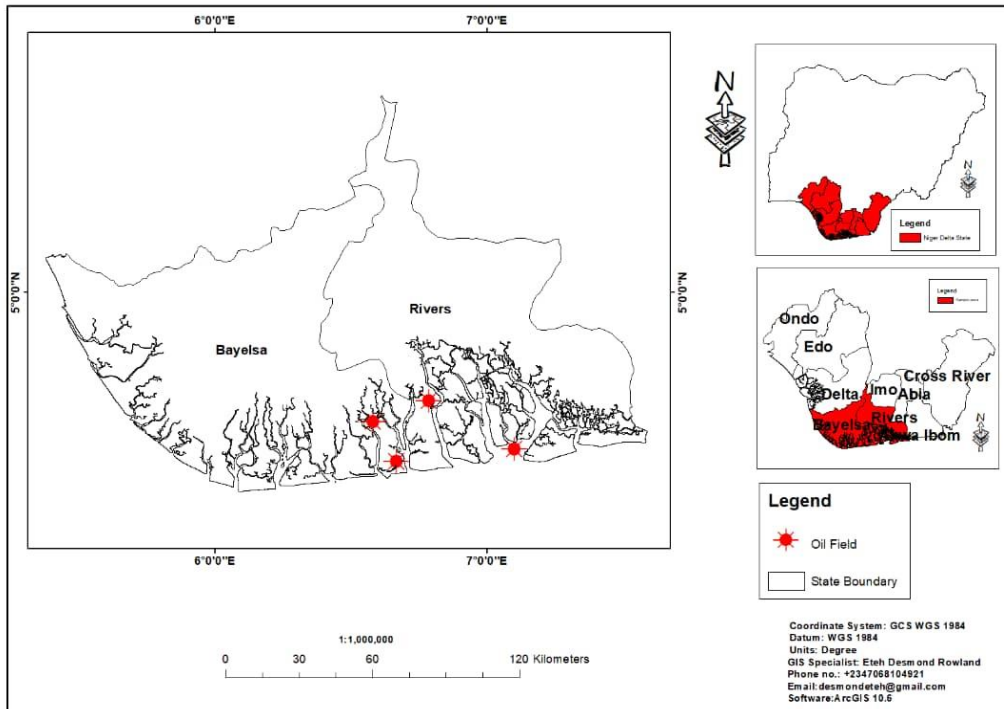 6°0'0"E 7°0'0"E
N
N
Legend
Niger Delta State
5°0'0"N 5°0'0"N
Rivers
Bayelsa
Legend
Ondo
Edo
Cross River
Delta Imo Abia
Rivers
Bayelsa
Ibom
N
6°0'0"E 7°0'0"E
Legend
Oil Field
State Boundary
1:1,000,000
0 30 60 120 Kilometers
Coordinate System: GCS WGS 1984
Datum: WGS 1984
Units: Degree
GIS Specialist: Eteh Desmond Rowland
Phone no.: +2347068104921
Email:desmondeteh@gmail.com
Software:ArcGIS 10.6